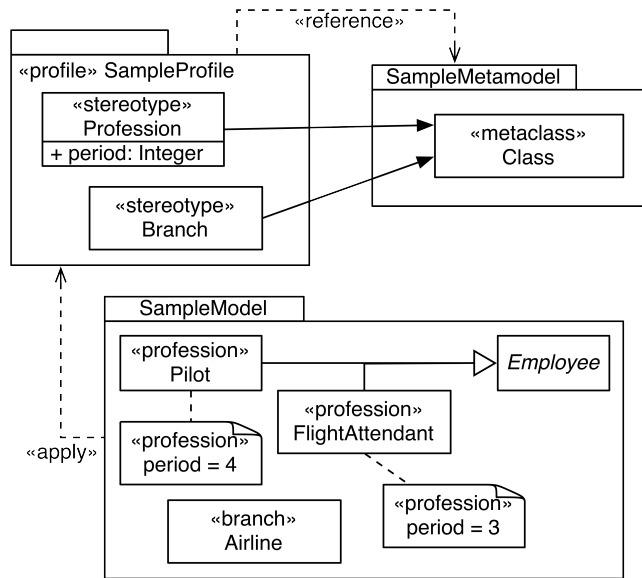 «reference»
«profile» SampleProfile
«stereotype»
Profession
+ period: Integer
«stereotype»
Branch
SampleMetamodel
«metaclass»
Class
SampleModel
«profession»
Pilot
Employee
«profession»
FlightAttendant
«apply»
«profession»
period = 4
«profession»
period = 3
«branch»
Airline